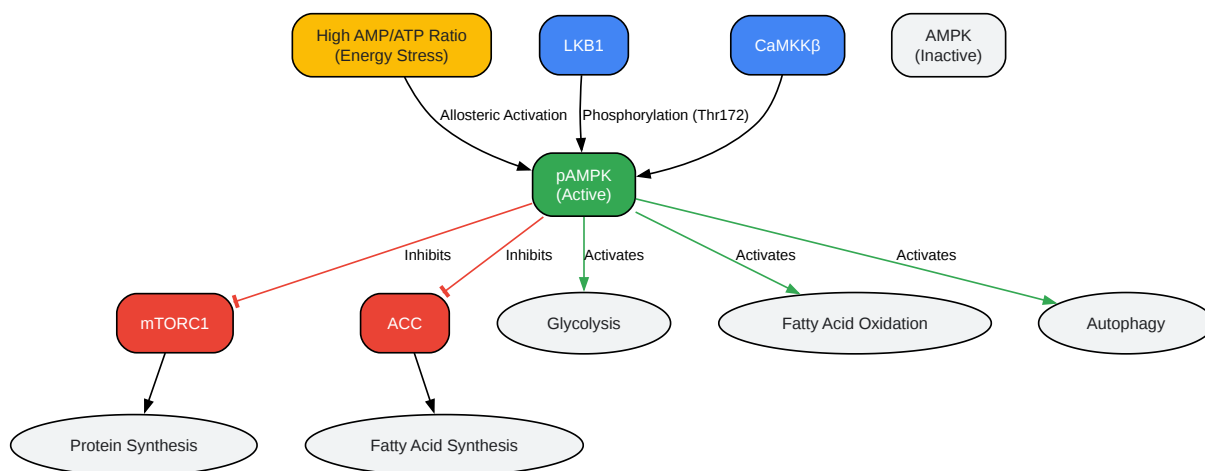 High AMP/ATP Ratio
(Energy Stress)
LKB1
CaMKKβ
AMPK
(Inactive)
Allosteric Activation
Phosphorylation (Thr172)
pAMPK
(Active)
Inhibits
Inhibits
Activates
Activates
Activates
mTORC1
ACC
Glycolysis
Fatty Acid Oxidation
Autophagy
Protein Synthesis
Fatty Acid Synthesis